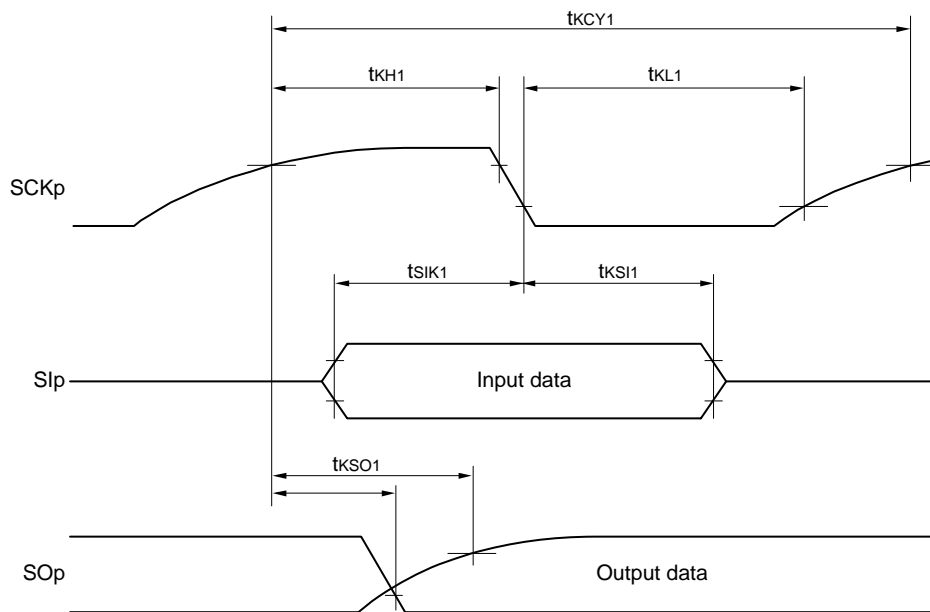 tKCY1
tKH1
tKL1
SCKp
tSIK1
tKSI1
SIp
Input data
tKSO1
SOp
Output data